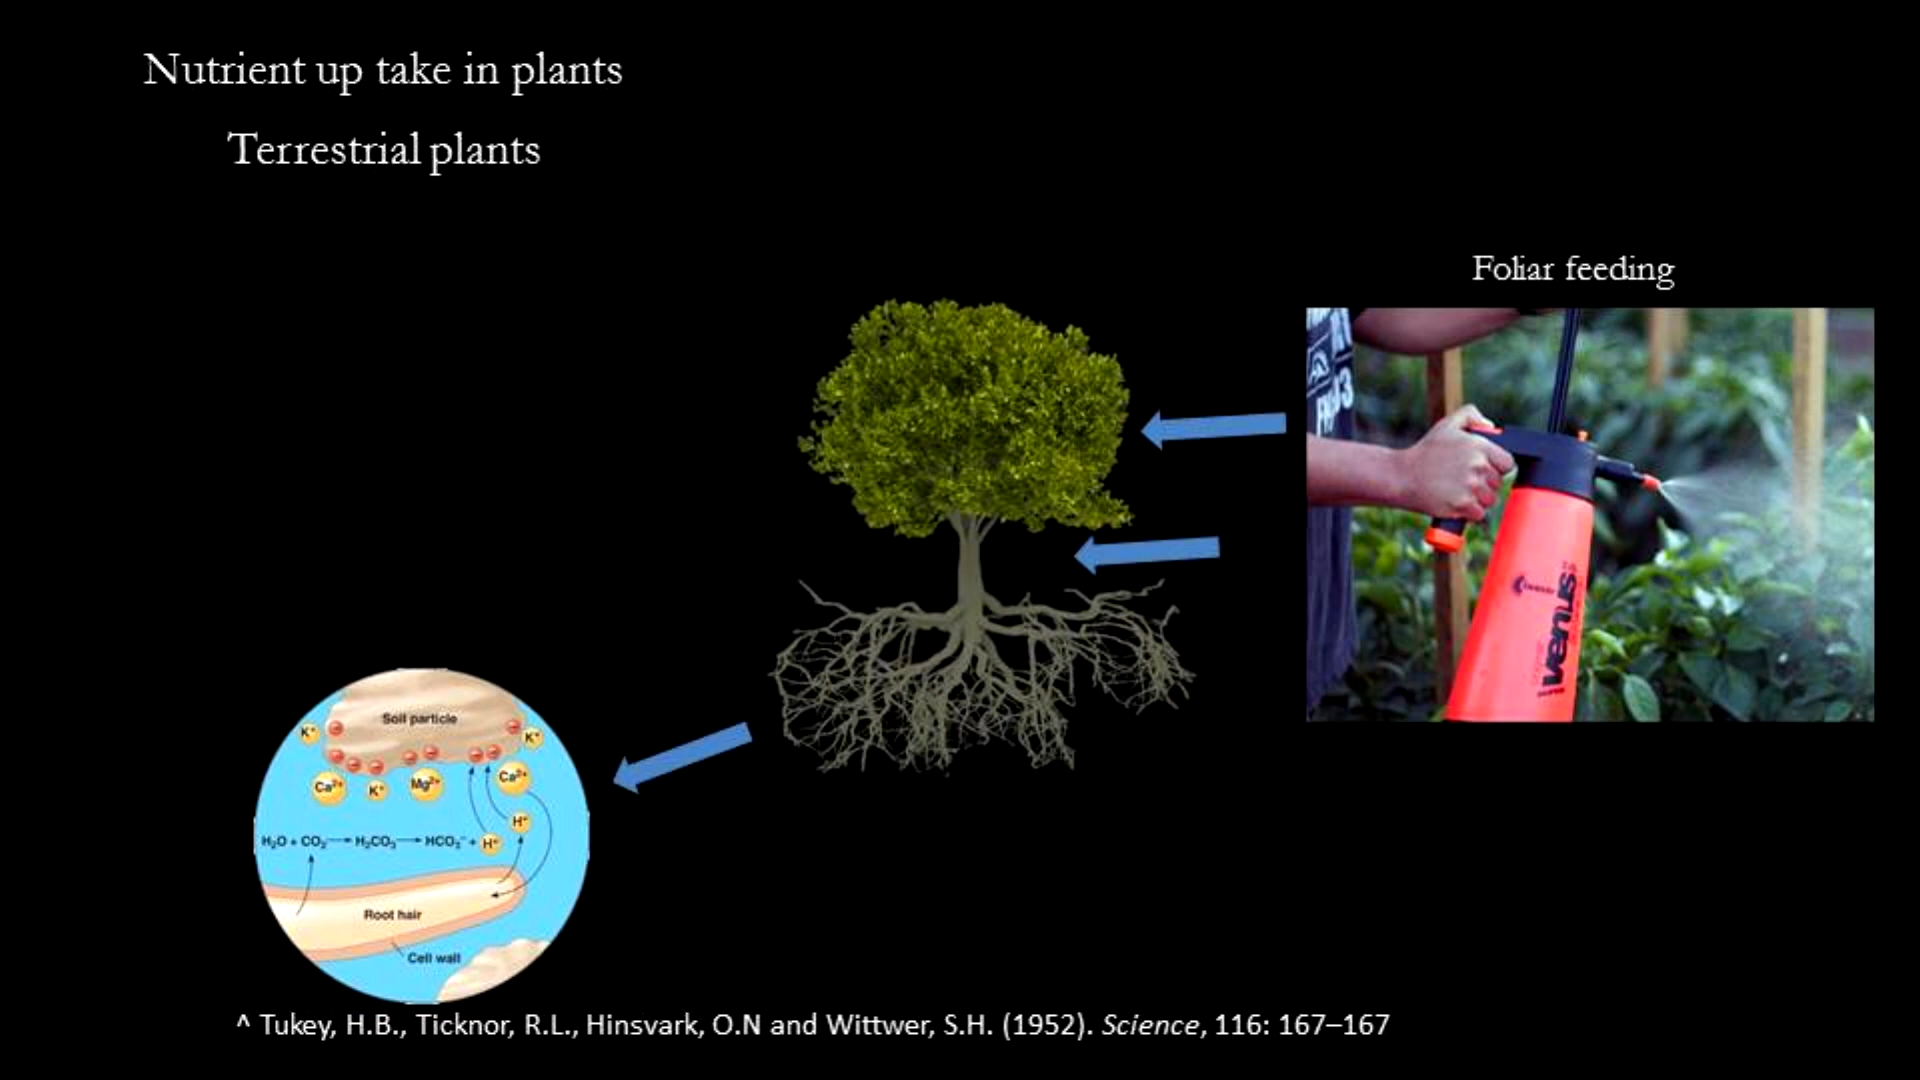 Nutrient up take in plants
Terrestrial plants
Foliar feeding
venus
Soil particle
K⁺
K⁺
Ca²⁺
K⁺
Mg²⁺
Ca²⁺
H⁺
H₂O + CO₂ → H₂CO₃ → HCO₃⁻ + H⁺
Root hair
Cell wall
^ Tukey, H.B., Ticknor, R.L., Hinsvark, O.N and Wittwer, S.H. (1952). Science, 116: 167–167